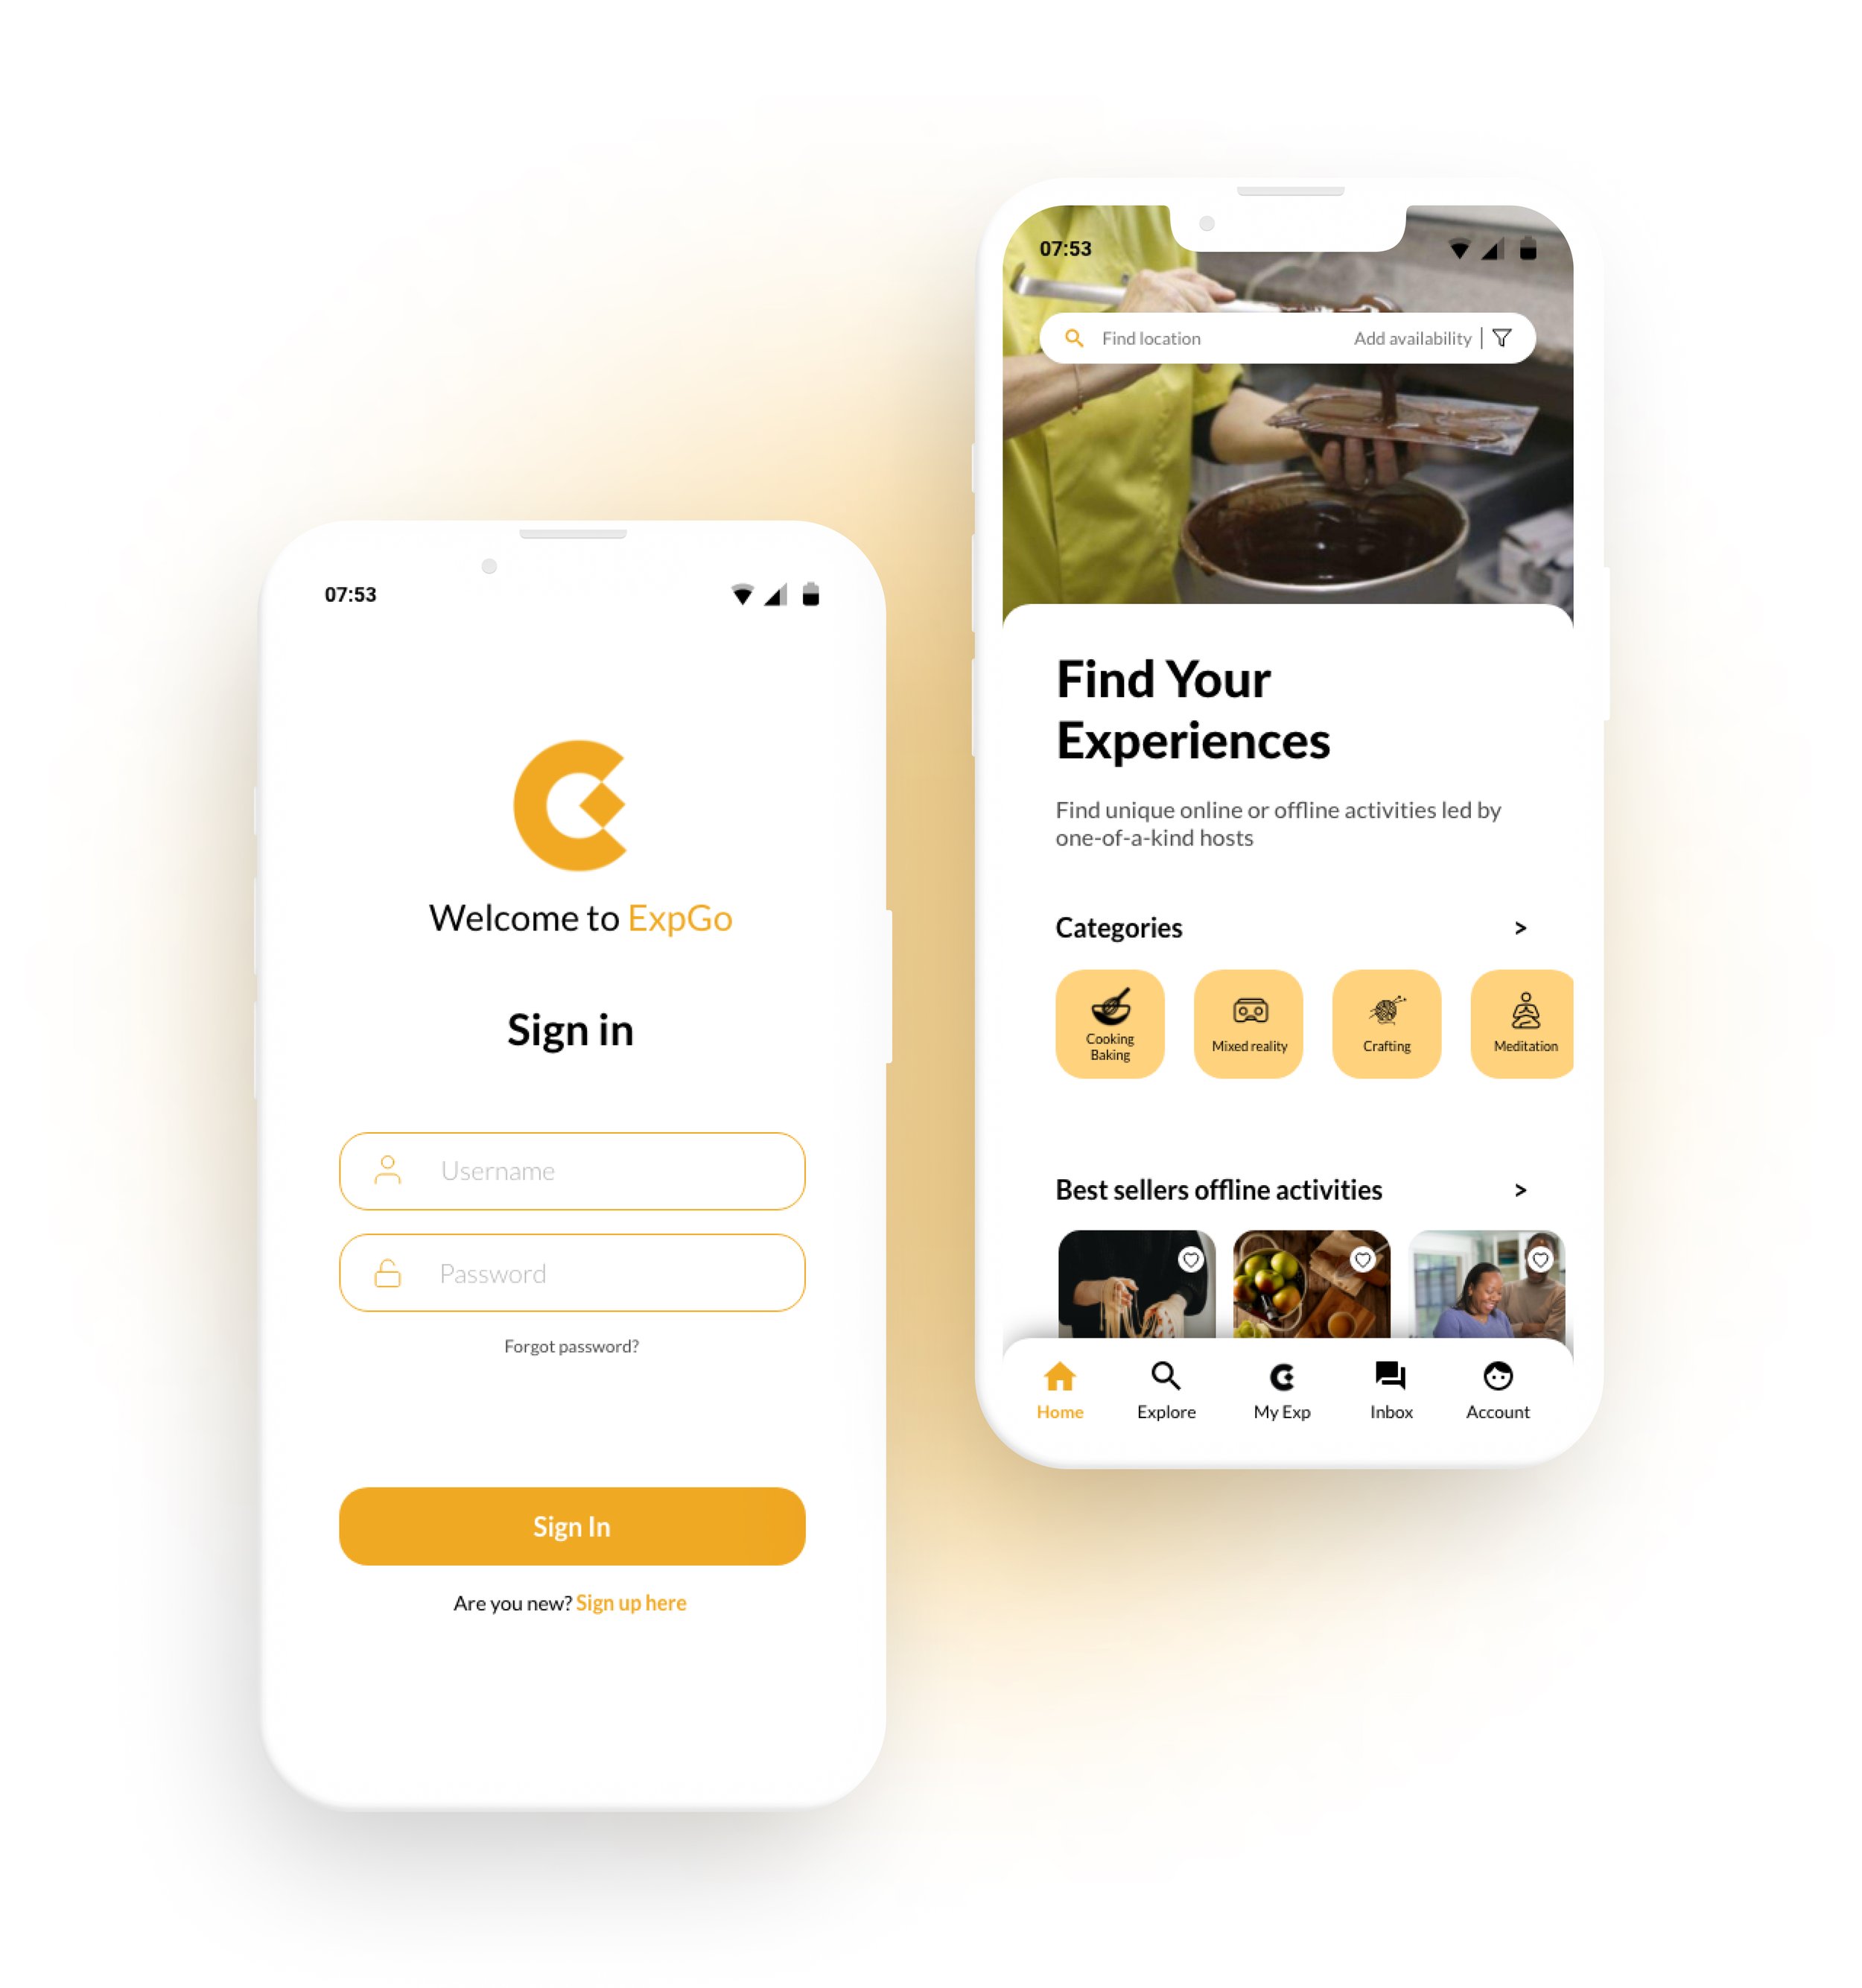 07:53
Welcome to ExpGo
Sign in
Username
Password
Forgot password?
Sign In
Are you new? Sign up here
07:53
Find location Add availability
Find Your
Experiences
Find unique online or offline activities led by
one-of-a-kind hosts
Categories >
Cooking
Baking
Mixed reality
Crafting
Meditation
Best sellers offline activities >
Home Explore My Exp Inbox Account